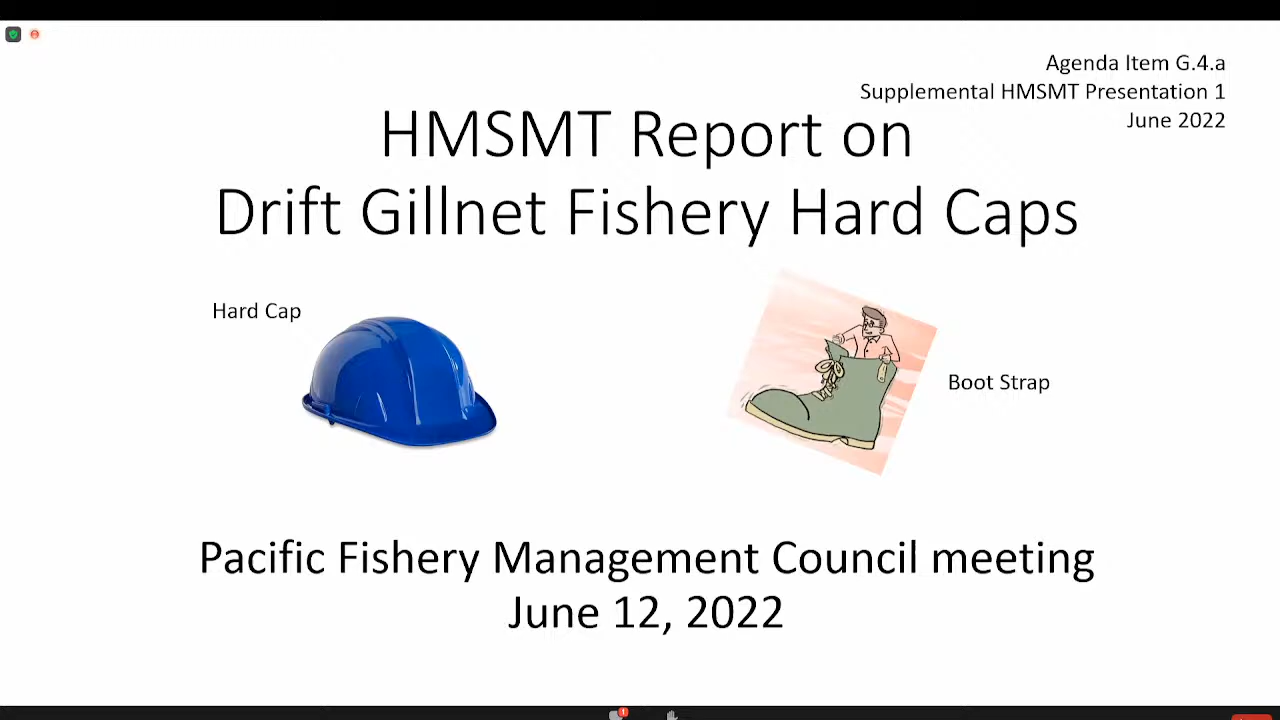 Agenda Item G.4.a
Supplemental HMSMT Presentation 1
June 2022
HMSMT Report on
Drift Gillnet Fishery Hard Caps
Hard Cap
Boot Strap
Pacific Fishery Management Council meeting
June 12, 2022
1